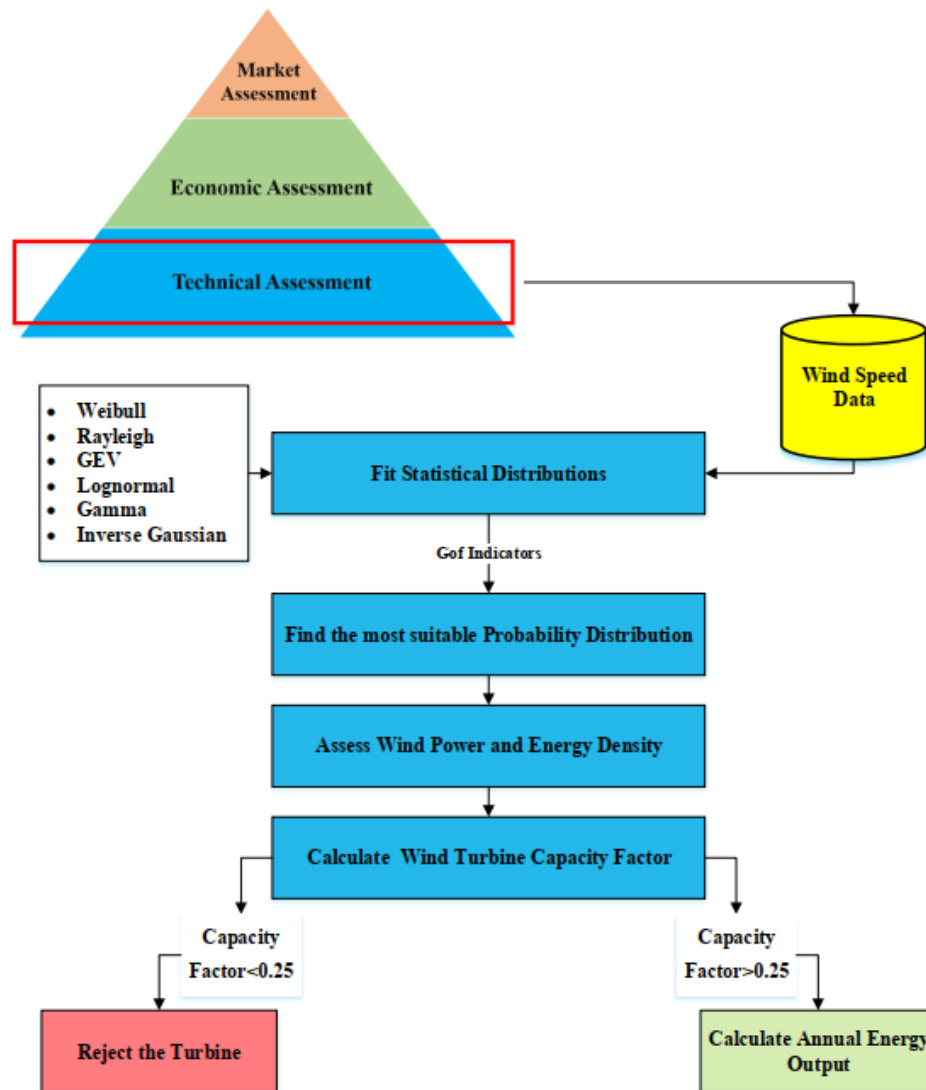 Market
Assessment
Economic Assessment
Technical Assessment
Wind Speed
Data
• Weibull
• Rayleigh
• GEV
• Lognormal
• Gamma
• Inverse Gaussian
Fit Statistical Distributions
Gof Indicators
Find the most suitable Probability Distribution
Assess Wind Power and Energy Density
Calculate Wind Turbine Capacity Factor
Capacity
Factor<0.25
Capacity
Factor>0.25
Reject the Turbine
Calculate Annual Energy
Output